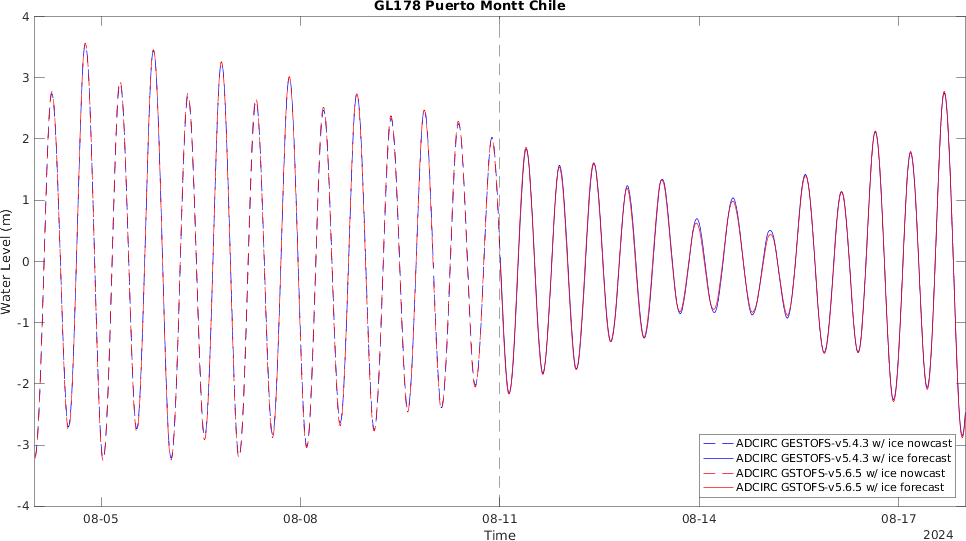 GL178 Puerto Montt Chile
4
3
2
1
0
-1
-2
-3
-4
Water Level (m)
08-05
08-08
08-11
08-14
08-17
Time
2024
ADCIRC GESTOFS-v5.4.3 w/ ice nowcast
ADCIRC GESTOFS-v5.4.3 w/ ice forecast
ADCIRC GSTOFS-v5.6.5 w/ ice nowcast
ADCIRC GSTOFS-v5.6.5 w/ ice forecast